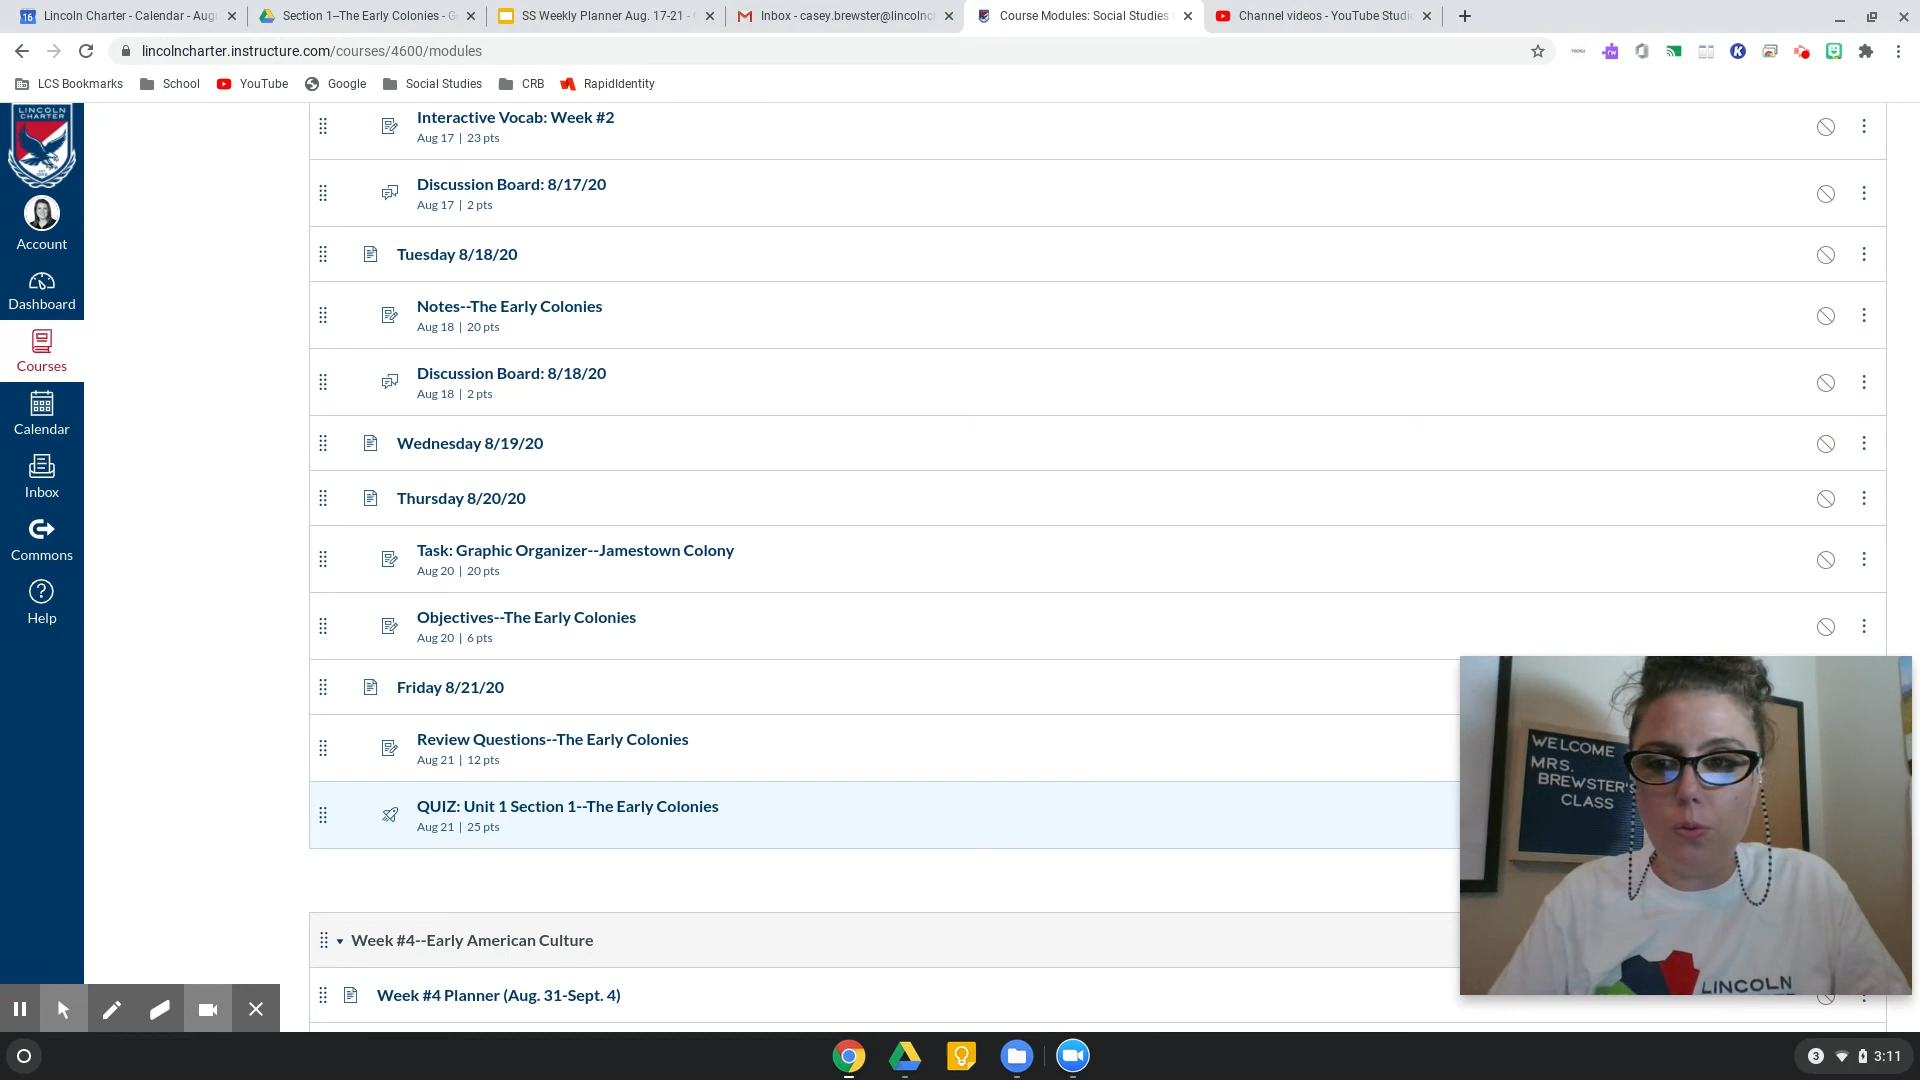 Lincoln Charter - Calendar - Aug
Section 1--The Early Colonies - G
SS Weekly Planner Aug. 17-21 -
Inbox - casey.brewster@lincolnc
Course Modules: Social Studies
Channel videos - YouTube Studi
lincolncharter.instructure.com/courses/4600/modules
LCS Bookmarks
School
YouTube
Google
Social Studies
CRB
RapidIdentity
LINCOLN
CHARTER
Account
Dashboard
Courses
Calendar
Inbox
Commons
Help
Interactive Vocab: Week #2
Aug 17 | 23 pts
Discussion Board: 8/17/20
Aug 17 | 2 pts
Tuesday 8/18/20
Notes--The Early Colonies
Aug 18 | 20 pts
Discussion Board: 8/18/20
Aug 18 | 2 pts
Wednesday 8/19/20
Thursday 8/20/20
Task: Graphic Organizer--Jamestown Colony
Aug 20 | 20 pts
Objectives--The Early Colonies
Aug 20 | 6 pts
Friday 8/21/20
Review Questions--The Early Colonies
Aug 21 | 12 pts
QUIZ: Unit 1 Section 1--The Early Colonies
Aug 21 | 25 pts
Week #4--Early American Culture
Week #4 Planner (Aug. 31-Sept. 4)
WELCOME
MRS.
BREWSTER'S
CLASS
LINCOLN
3
3:11